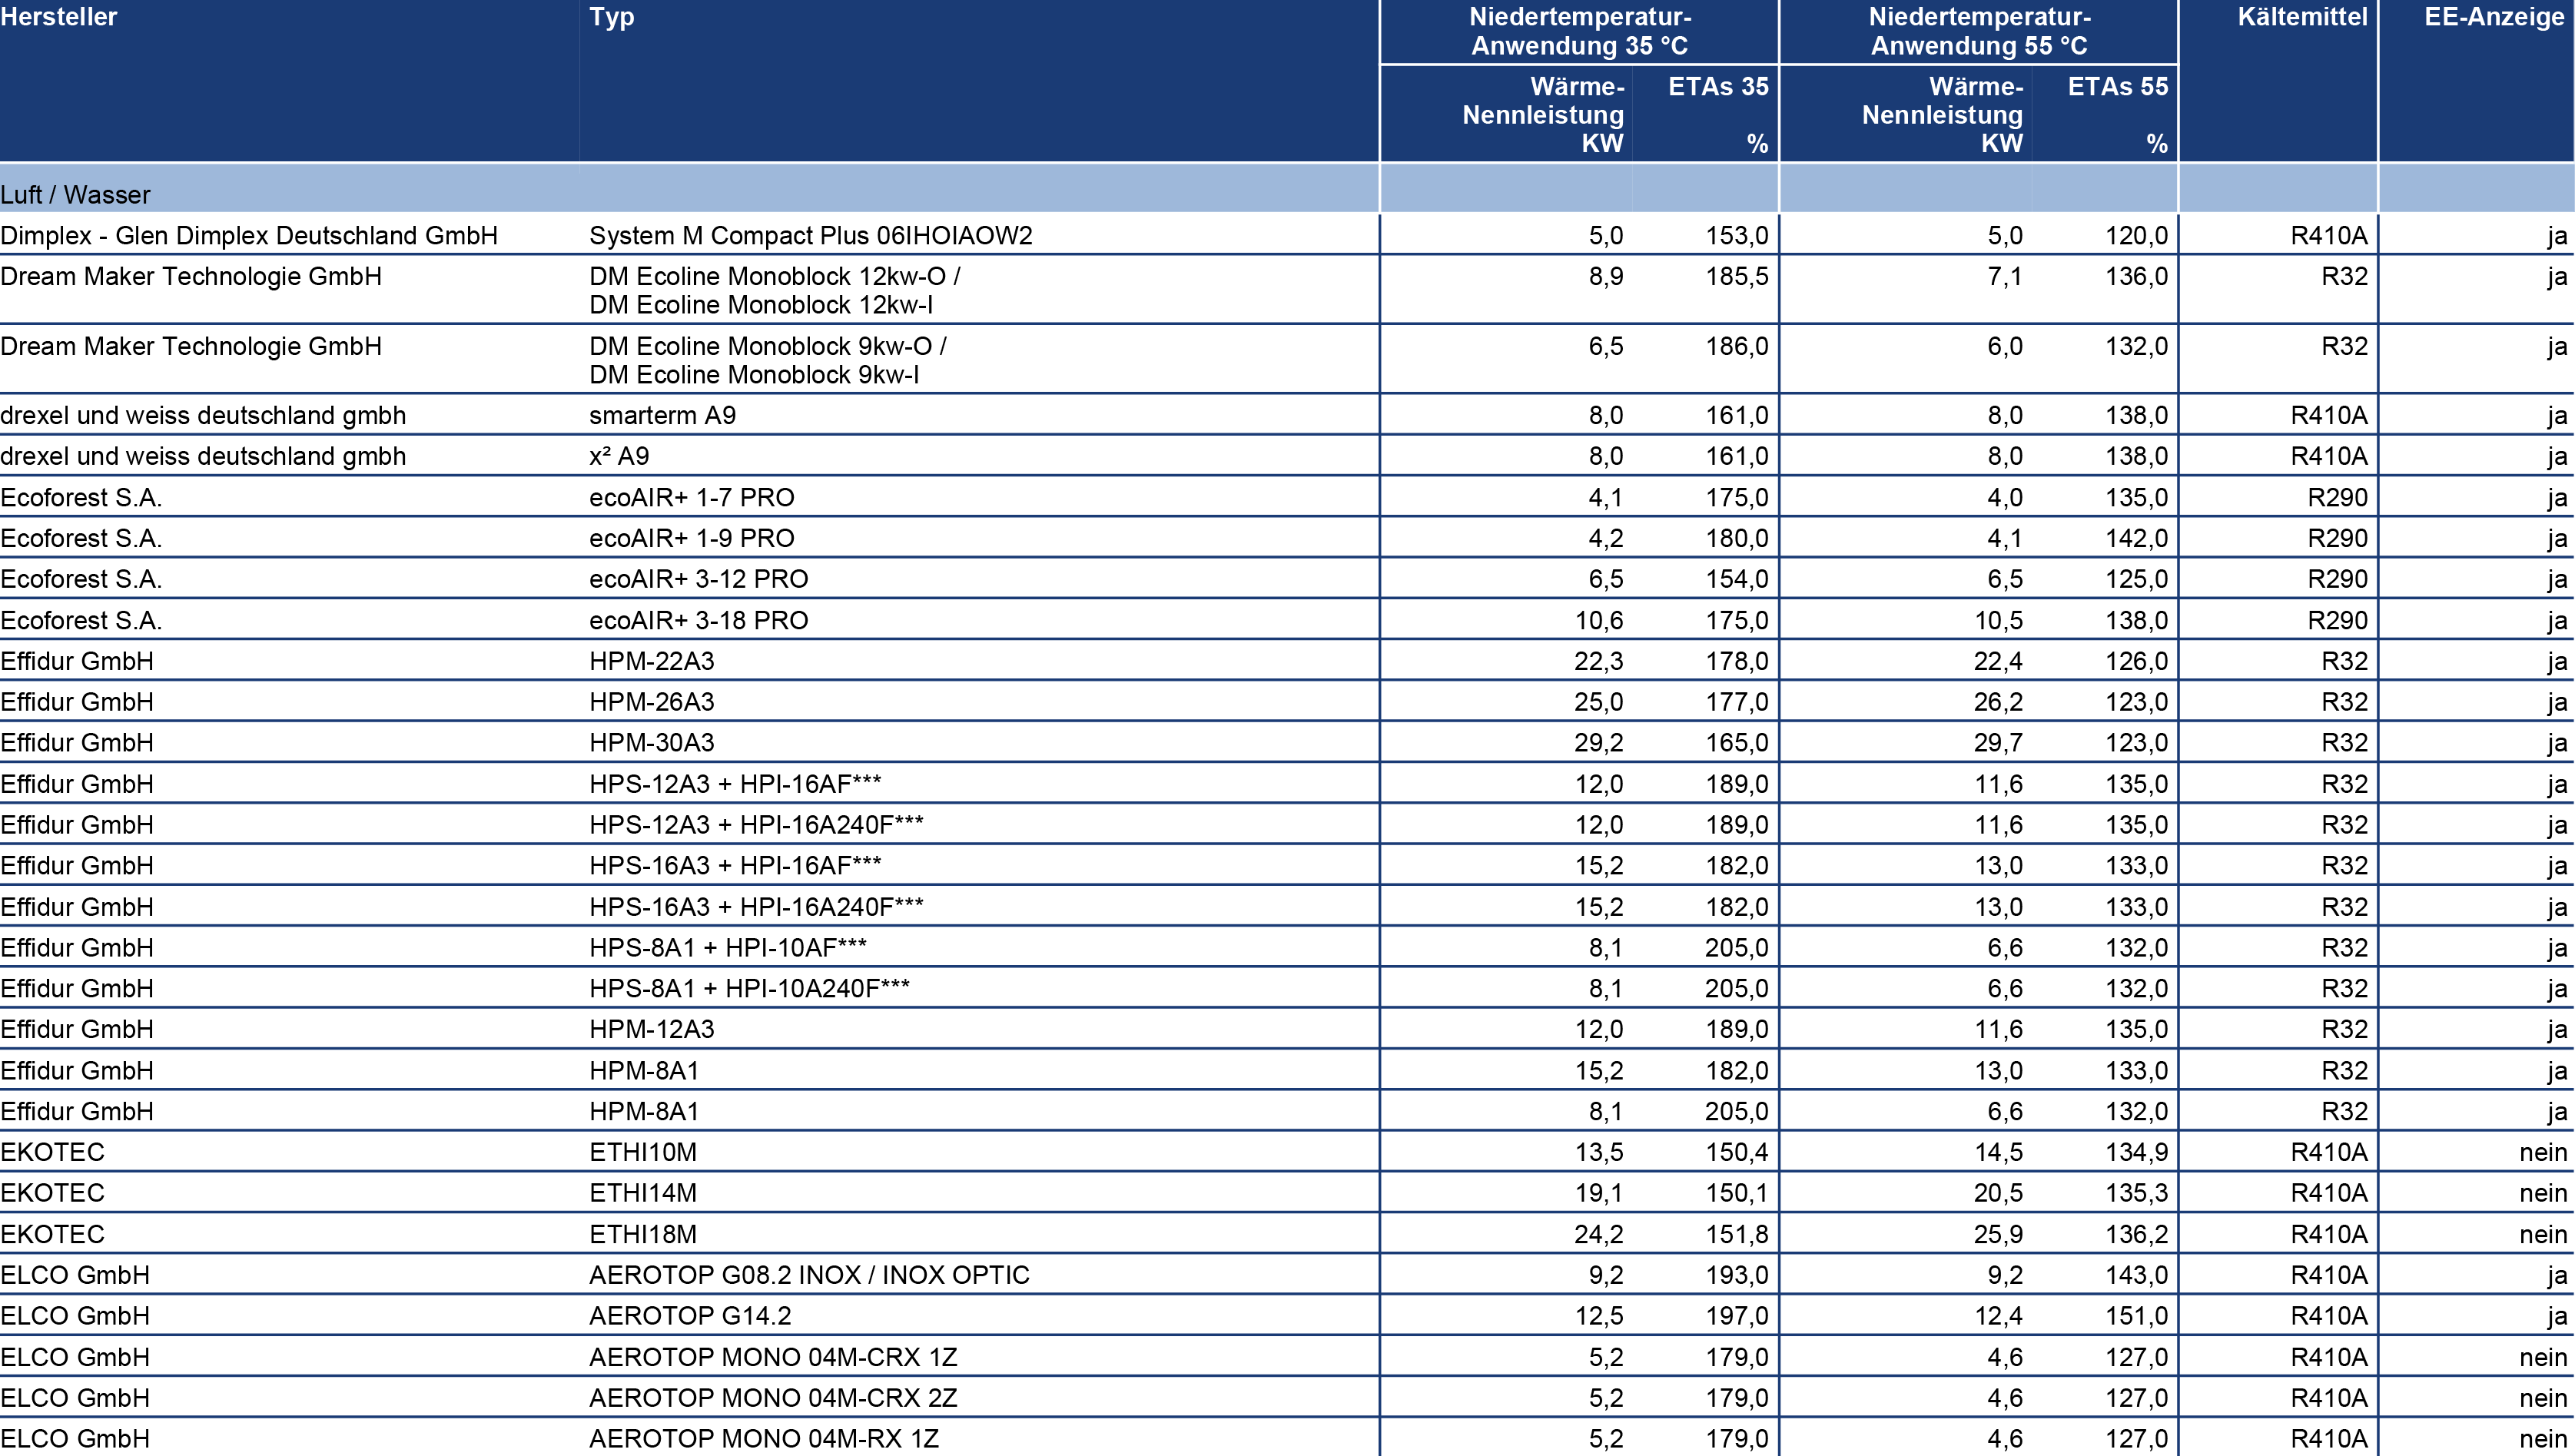 Hersteller Typ Niedertemperatur- Niedertemperatur- Kältemittel EE-Anzeige
Anwendung 35 °C Anwendung 55 °C
Wärme- ETAs 35 Wärme- ETAs 55
Nennleistung Nennleistung
KW % KW %
Luft / Wasser
Dimplex - Glen Dimplex Deutschland GmbH System M Compact Plus 06IHOIAOW2 5,0 153,0 5,0 120,0 R410A ja
Dream Maker Technologie GmbH DM Ecoline Monoblock 12kw-O / 8,9 185,5 7,1 136,0 R32 ja
DM Ecoline Monoblock 12kw-I
Dream Maker Technologie GmbH DM Ecoline Monoblock 9kw-O / 6,5 186,0 6,0 132,0 R32 ja
DM Ecoline Monoblock 9kw-I
drexel und weiss deutschland gmbh smarterm A9 8,0 161,0 8,0 138,0 R410A ja
drexel und weiss deutschland gmbh x² A9 8,0 161,0 8,0 138,0 R410A ja
Ecoforest S.A. ecoAIR+ 1-7 PRO 4,1 175,0 4,0 135,0 R290 ja
Ecoforest S.A. ecoAIR+ 1-9 PRO 4,2 180,0 4,1 142,0 R290 ja
Ecoforest S.A. ecoAIR+ 3-12 PRO 6,5 154,0 6,5 125,0 R290 ja
Ecoforest S.A. ecoAIR+ 3-18 PRO 10,6 175,0 10,5 138,0 R290 ja
Effidur GmbH HPM-22A3 22,3 178,0 22,4 126,0 R32 ja
Effidur GmbH HPM-26A3 25,0 177,0 26,2 123,0 R32 ja
Effidur GmbH HPM-30A3 29,2 165,0 29,7 123,0 R32 ja
Effidur GmbH HPS-12A3 + HPI-16AF*** 12,0 189,0 11,6 135,0 R32 ja
Effidur GmbH HPS-12A3 + HPI-16A240F*** 12,0 189,0 11,6 135,0 R32 ja
Effidur GmbH HPS-16A3 + HPI-16AF*** 15,2 182,0 13,0 133,0 R32 ja
Effidur GmbH HPS-16A3 + HPI-16A240F*** 15,2 182,0 13,0 133,0 R32 ja
Effidur GmbH HPS-8A1 + HPI-10AF*** 8,1 205,0 6,6 132,0 R32 ja
Effidur GmbH HPS-8A1 + HPI-10A240F*** 8,1 205,0 6,6 132,0 R32 ja
Effidur GmbH HPM-12A3 12,0 189,0 11,6 135,0 R32 ja
Effidur GmbH HPM-8A1 15,2 182,0 13,0 133,0 R32 ja
Effidur GmbH HPM-8A1 8,1 205,0 6,6 132,0 R32 ja
EKOTEC ETHI10M 13,5 150,4 14,5 134,9 R410A nein
EKOTEC ETHI14M 19,1 150,1 20,5 135,3 R410A nein
EKOTEC ETHI18M 24,2 151,8 25,9 136,2 R410A nein
ELCO GmbH AEROTOP G08.2 INOX / INOX OPTIC 9,2 193,0 9,2 143,0 R410A ja
ELCO GmbH AEROTOP G14.2 12,5 197,0 12,4 151,0 R410A ja
ELCO GmbH AEROTOP MONO 04M-CRX 1Z 5,2 179,0 4,6 127,0 R410A nein
ELCO GmbH AEROTOP MONO 04M-CRX 2Z 5,2 179,0 4,6 127,0 R410A nein
ELCO GmbH AEROTOP MONO 04M-RX 1Z 5,2 179,0 4,6 127,0 R410A nein